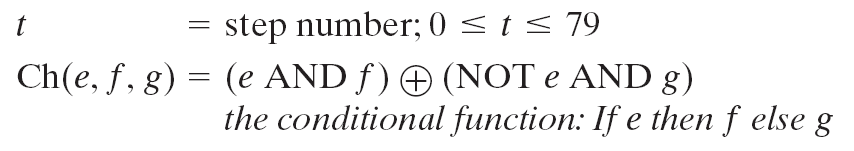 t = step number; 0 ≤ t ≤ 79
Ch(e, f, g) = (e AND f) ⊕ (NOT e AND g)
the conditional function: If e then f else g